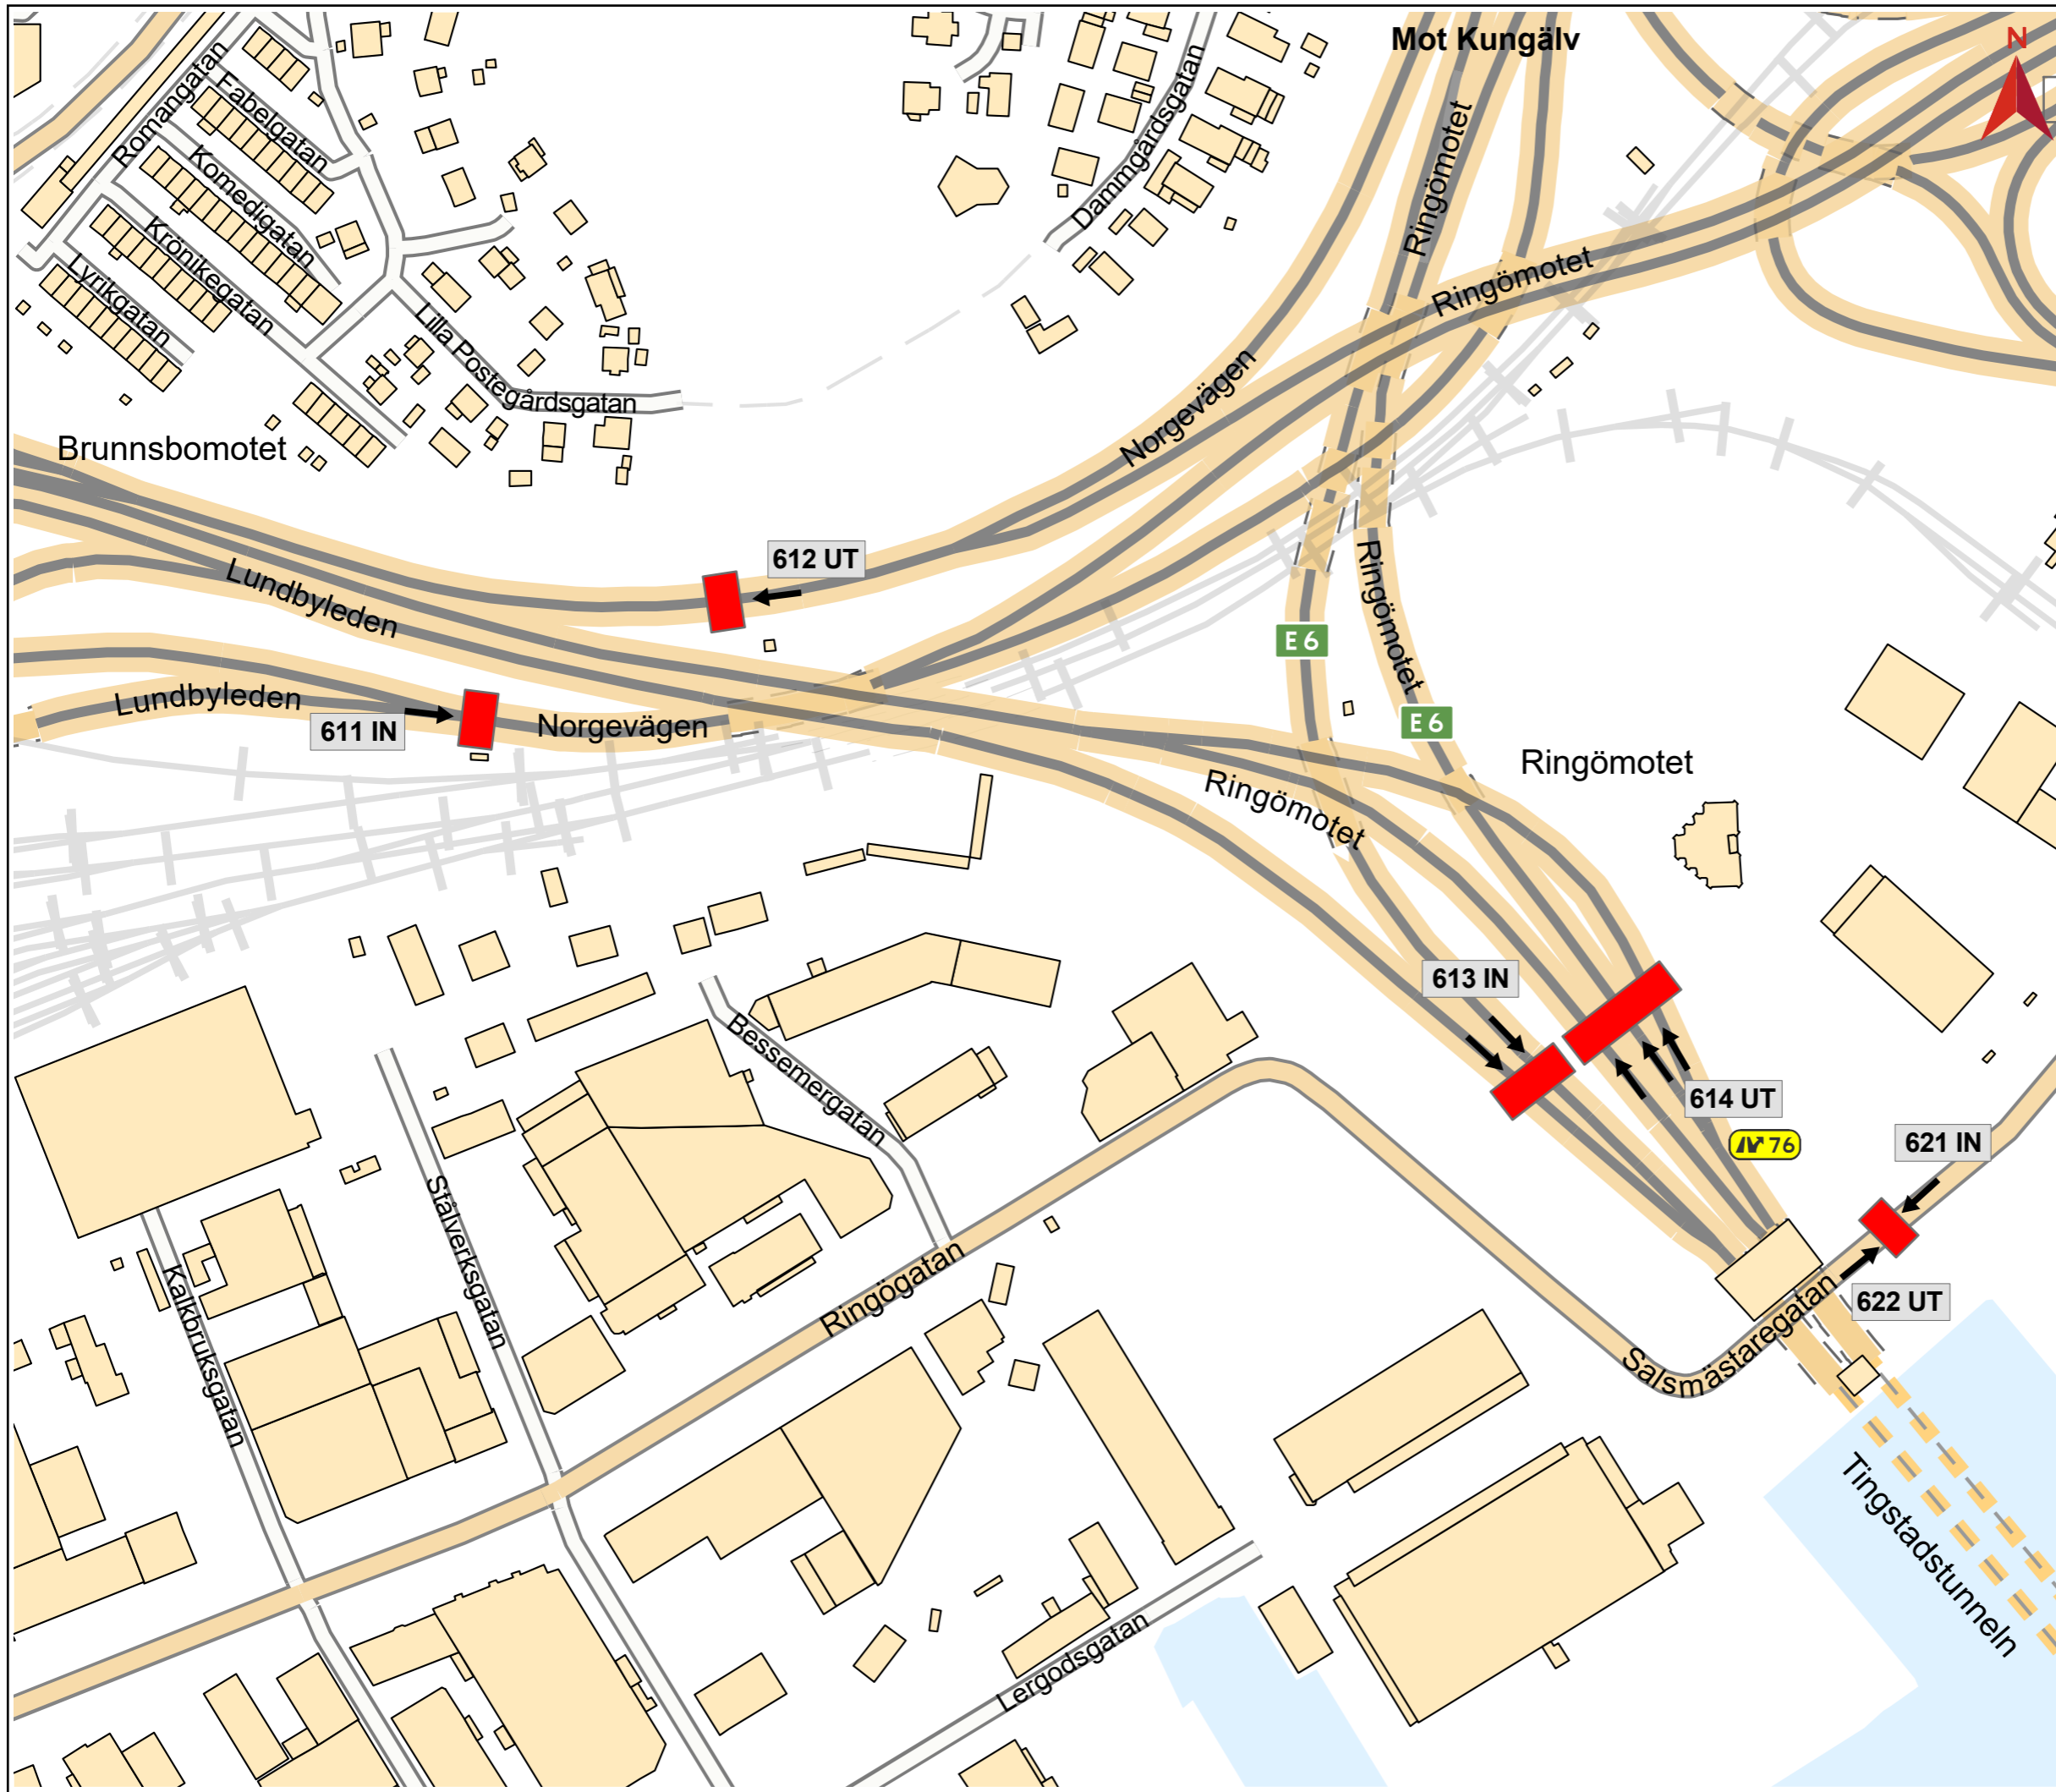 Mot Kungälv
N
Romangatan
Fabelgatan
Komedigatan
Krönikegatan
Lyrikgatan
Lilla Postegårdsgatan
Dammgårdsgatan
Ringömotet
Ringömotet
Norgevägen
Brunnsbomotet
612 UT
Lundbyleden
Ringömotet
E 6
Lundbyleden
611 IN
Norgevägen
E 6
Ringömotet
Ringömotet
613 IN
614 UT
76
621 IN
Bessemergatan
Stålverksgatan
Kalkbruksgatan
Ringögatan
622 UT
Salsmästaregatan
Tingstadstunneln
Lergodsgatan